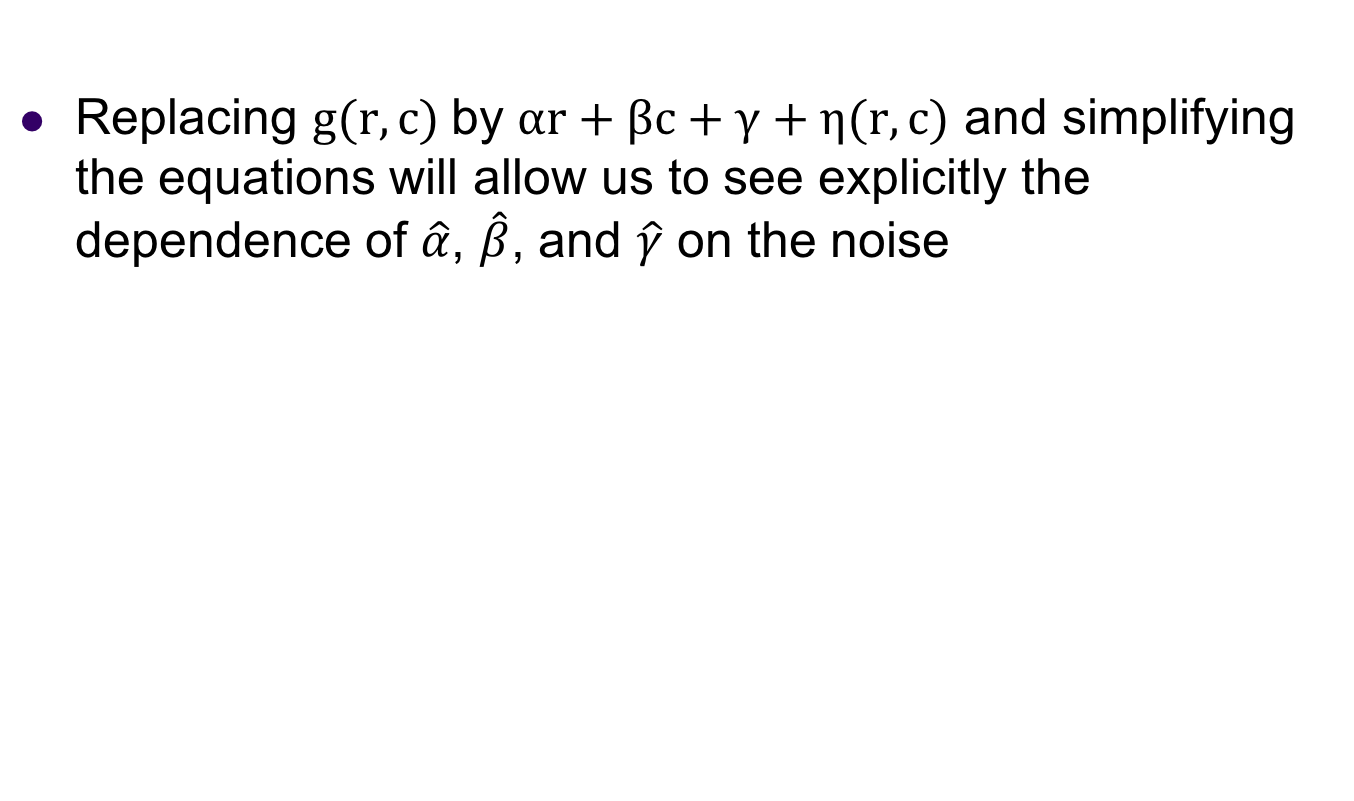 ● Replacing g(r, c) by αr + βc + γ + η(r, c) and simplifying
the equations will allow us to see explicitly the
dependence of α̂, β̂, and γ̂ on the noise